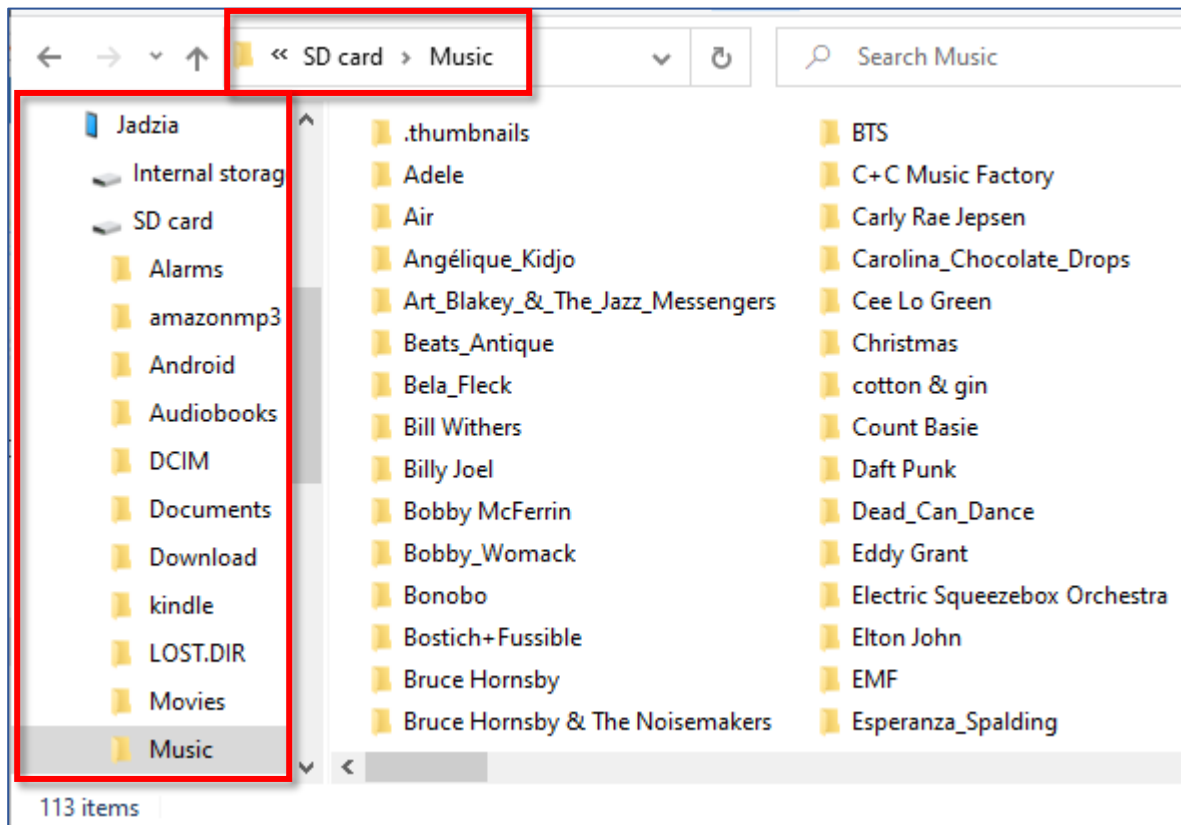 « SD card > Music
Search Music
Jadzia
Internal storag
SD card
Alarms
amazonmp3
Android
Audiobooks
DCIM
Documents
Download
kindle
LOST.DIR
Movies
Music
.thumbnails
Adele
Air
Angélique_Kidjo
Art_Blakey_&_The_Jazz_Messengers
Beats_Antique
Bela_Fleck
Bill Withers
Billy Joel
Bobby McFerrin
Bobby_Womack
Bonobo
Bostich+Fussible
Bruce Hornsby
Bruce Hornsby & The Noisemakers
BTS
C+C Music Factory
Carly Rae Jepsen
Carolina_Chocolate_Drops
Cee Lo Green
Christmas
cotton & gin
Count Basie
Daft Punk
Dead_Can_Dance
Eddy Grant
Electric Squeezebox Orchestra
Elton John
EMF
Esperanza_Spalding
113 items